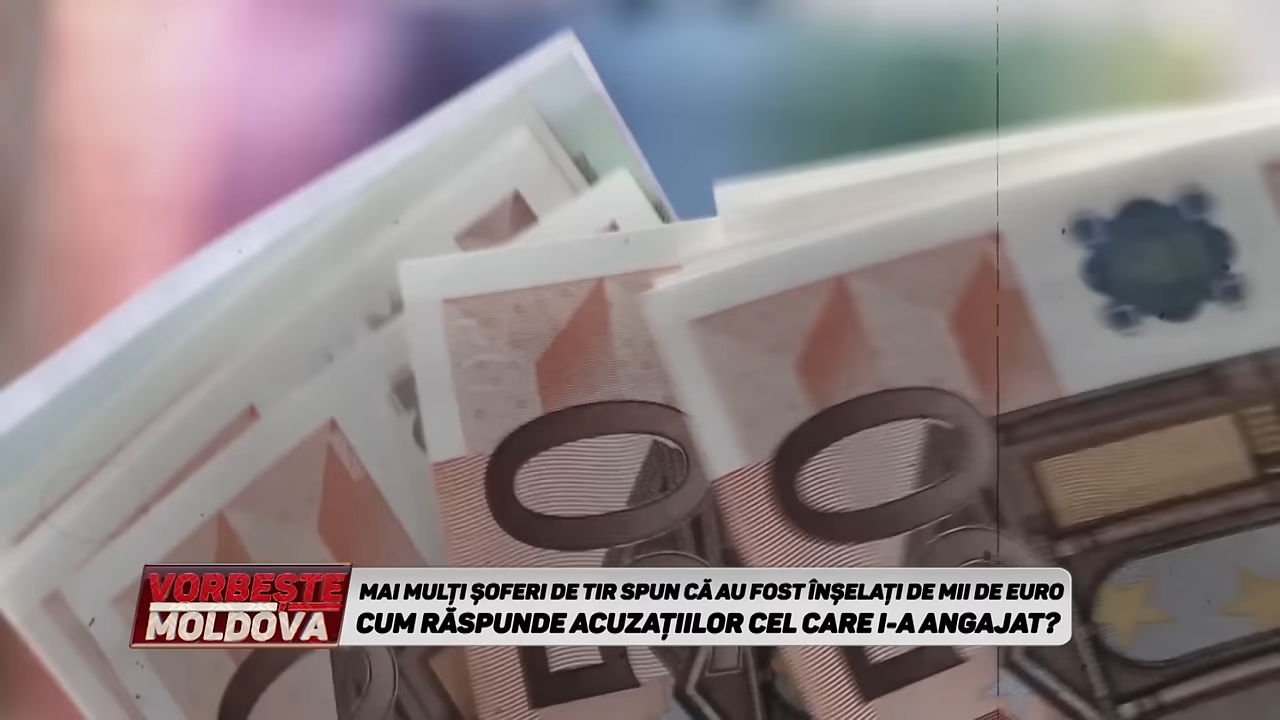 VORBEȘTE
MOLDOVA
MAI MULȚI ȘOFERI DE TIR SPUN CĂ AU FOST ÎNȘELAȚI DE MII DE EURO
CUM RĂSPUNDE ACUZAȚIILOR CEL CARE I-A ANGAJAT?